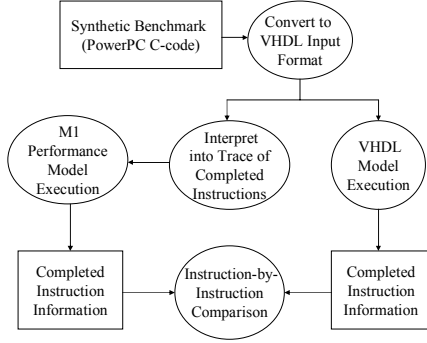 Synthetic Benchmark
(PowerPC C-code)
Convert to
VHDL Input
Format
M1
Performance
Model
Execution
Interpret
into Trace of
Completed
Instructions
VHDL
Model
Execution
Completed
Instruction
Information
Instruction-by-
Instruction
Comparison
Completed
Instruction
Information